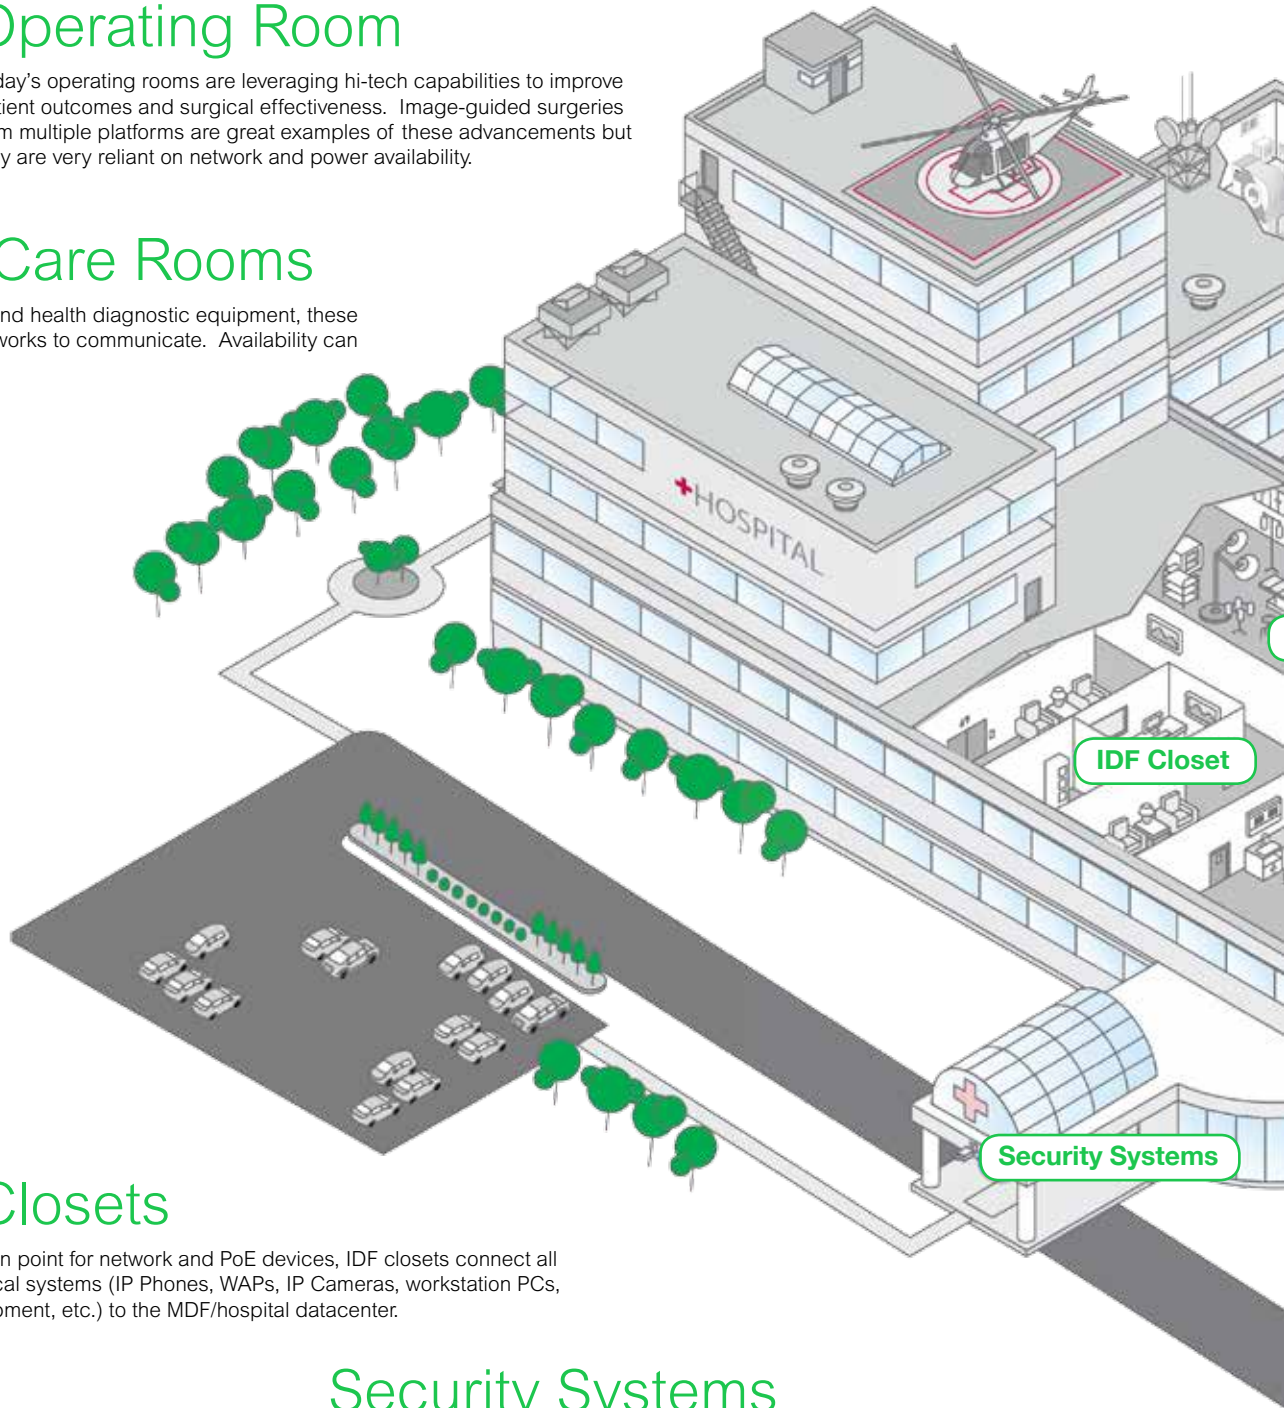 Operating Room
day's operating rooms are leveraging hi-tech capabilities to improve
tient outcomes and surgical effectiveness. Image-guided surgeries
m multiple platforms are great examples of these advancements but
y are very reliant on network and power availability.
Care Rooms
nd health diagnostic equipment, these
works to communicate. Availability can
HOSPITAL
IDF Closet
Security Systems
Closets
n point for network and PoE devices, IDF closets connect all
cal systems (IP Phones, WAPs, IP Cameras, workstation PCs,
pment, etc.) to the MDF/hospital datacenter.
Security Systems